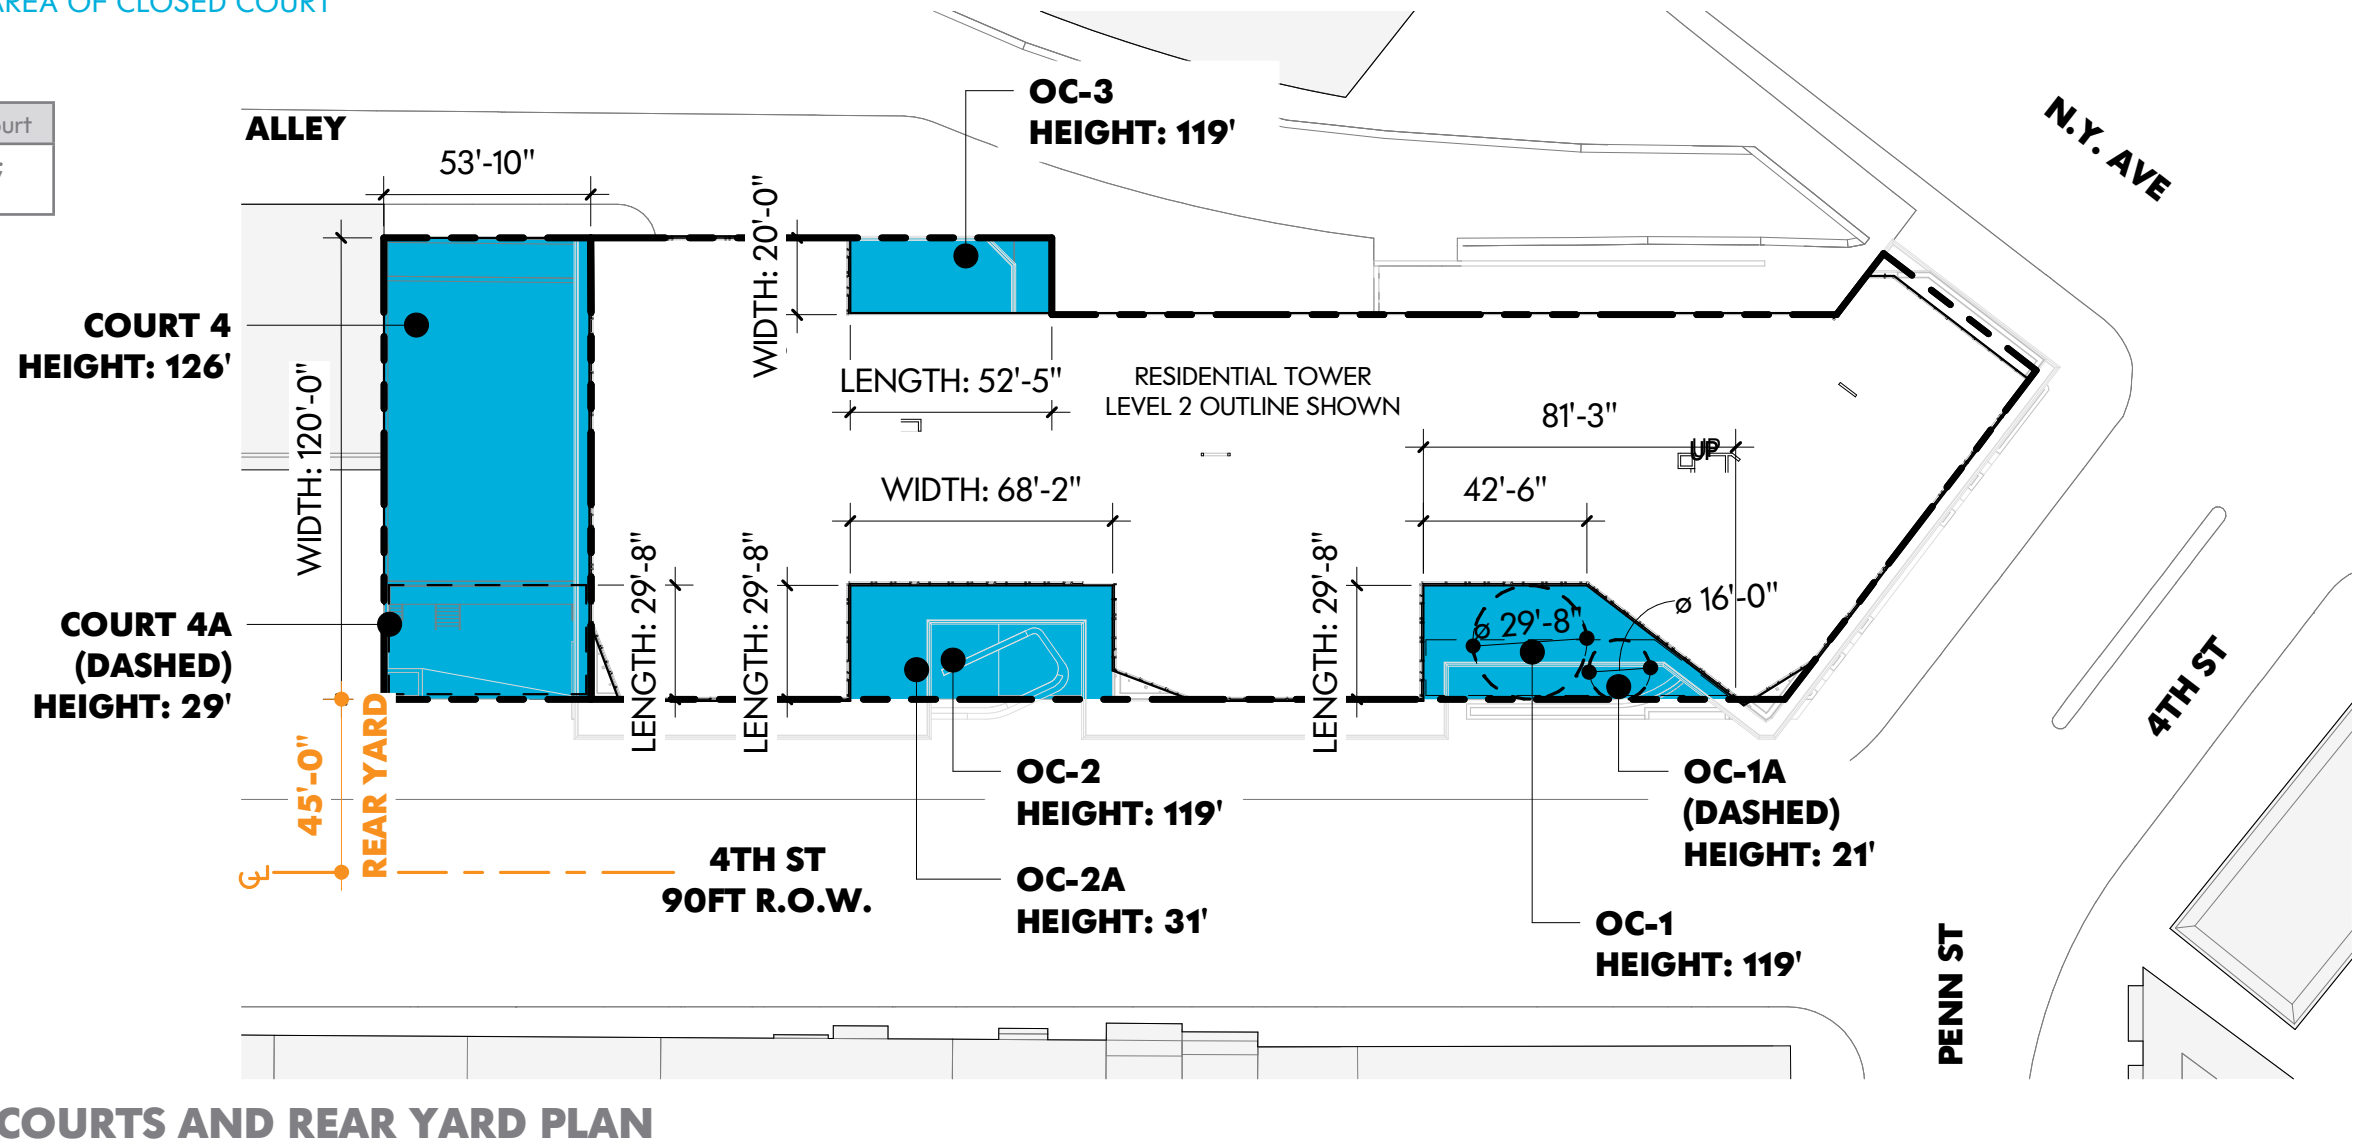 AREA OF CLOSED COURT
ALLEY
53'-10"
OC-3
HEIGHT: 119'
N.Y. AVE
WIDTH: 20'-0"
COURT 4
HEIGHT: 126'
WIDTH: 120'-0"
LENGTH: 52'-5"
RESIDENTIAL TOWER
LEVEL 2 OUTLINE SHOWN
81'-3"
UP
WIDTH: 68'-2"
42'-6"
LENGTH: 29'-8"
LENGTH: 29'-8"
LENGTH: 29'-8"
ø 29'-8"
ø 16'-0"
COURT 4A
(DASHED)
HEIGHT: 29'
4TH ST
45'-0"
REAR YARD
OC-2
HEIGHT: 119'
OC-1A
(DASHED)
HEIGHT: 21'
4TH ST
90FT R.O.W.
OC-2A
HEIGHT: 31'
OC-1
HEIGHT: 119'
PENN ST
COURTS AND REAR YARD PLAN